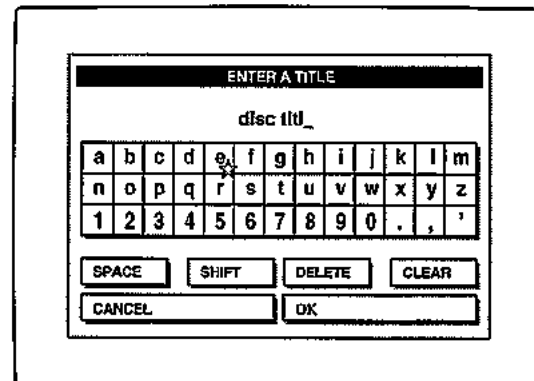 ENTER A TITLE
disc titl_
a b c d e f g h i j k l m
n o p q r s t u v w x y z
1 2 3 4 5 6 7 8 9 0 . , '
SPACE SHIFT DELETE CLEAR
CANCEL OK